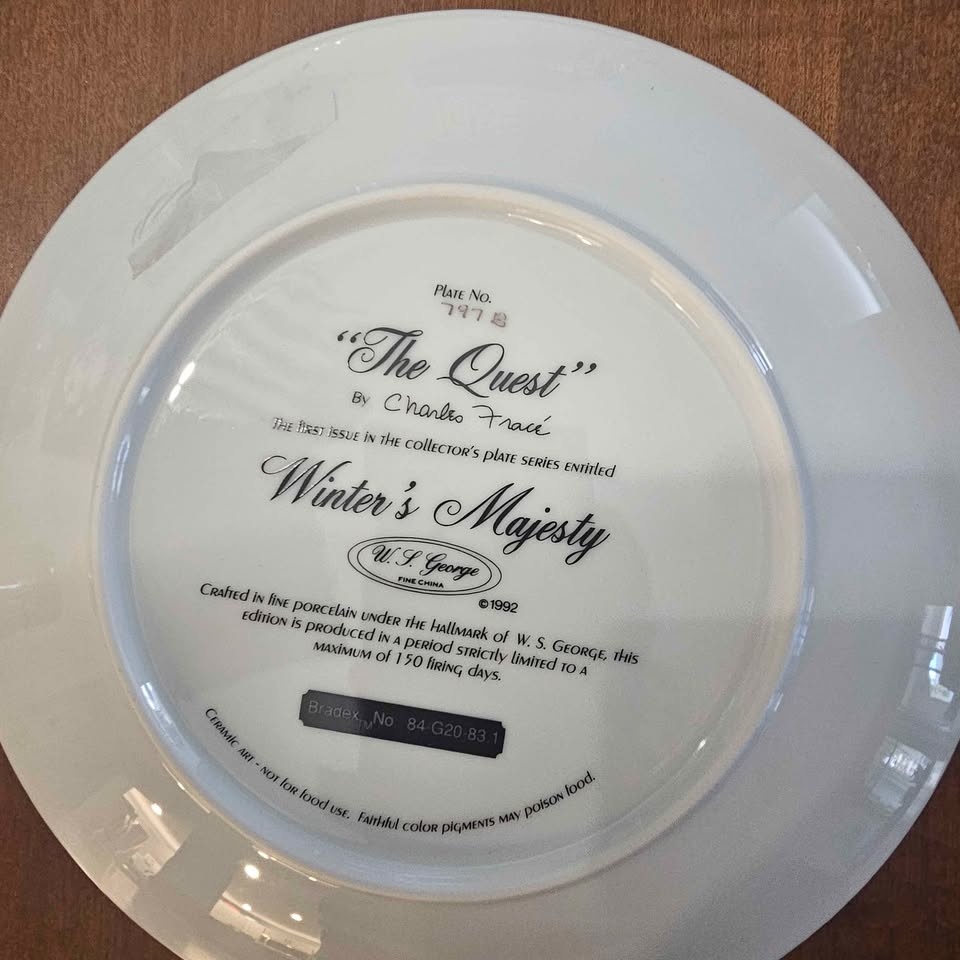 Plate No.
797 B
“The Quest”
By Charles Fracé
The first issue in the collector's plate series entitled
Winter's Majesty
W. S. George
FINE CHINA
©1992
Crafted in fine porcelain under the hallmark of W. S. George, this
edition is produced in a period strictly limited to a
maximum of 150 firing days.
Bradex™ No 84-G20-83.1
Ceramic art - not for food use. Faithful color pigments may poison food.